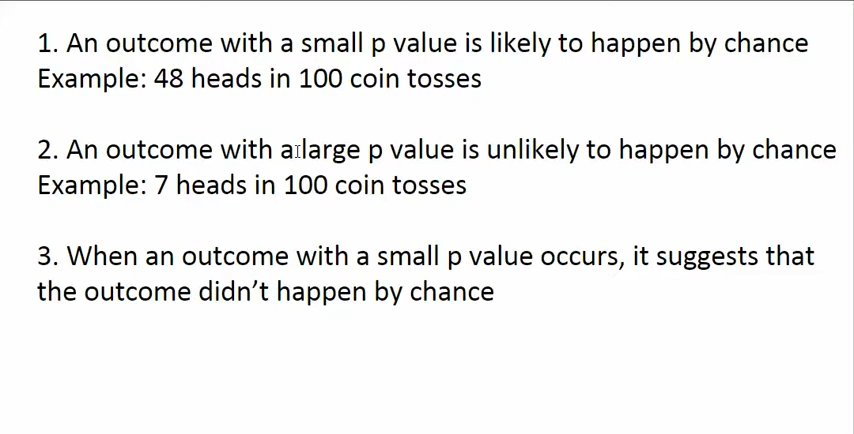 1. An outcome with a small p value is likely to happen by chance
Example: 48 heads in 100 coin tosses
2. An outcome with a large p value is unlikely to happen by chance
Example: 7 heads in 100 coin tosses
3. When an outcome with a small p value occurs, it suggests that
the outcome didn’t happen by chance